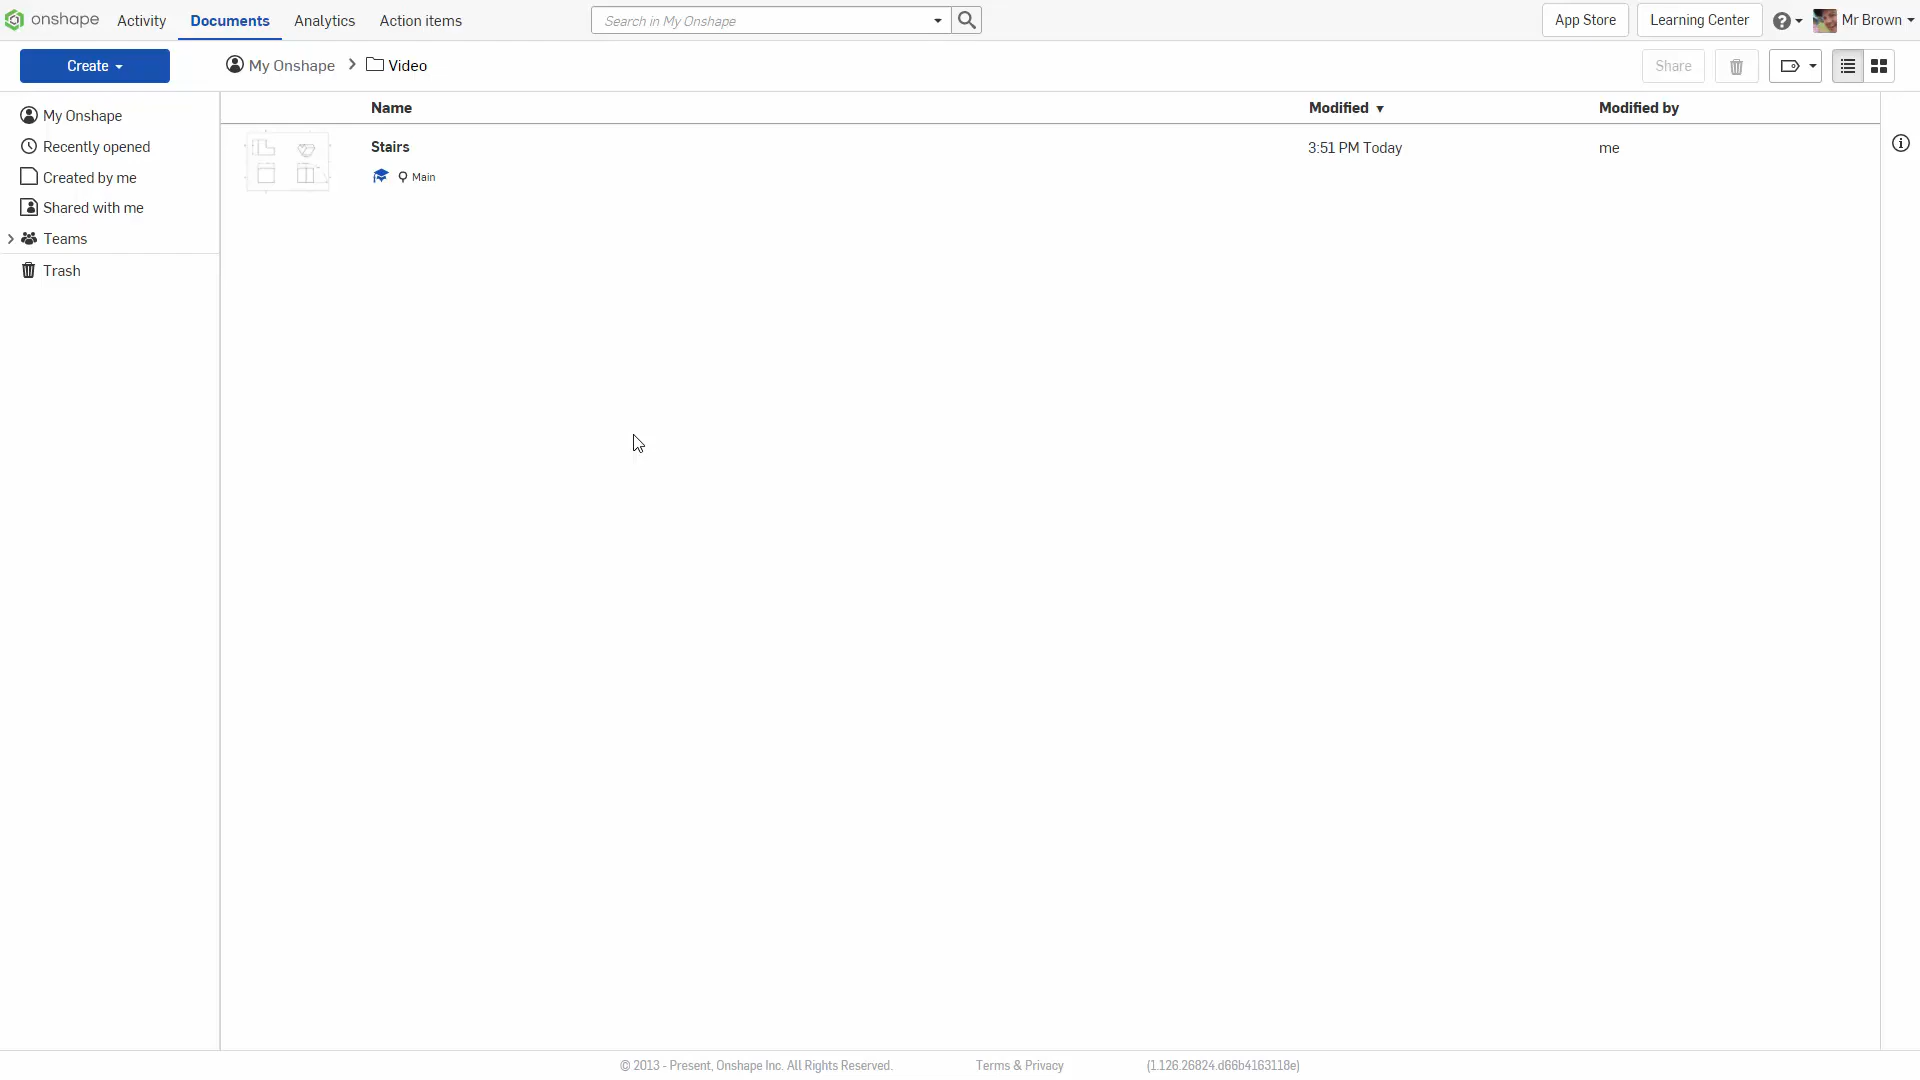 onshape Activity Documents Analytics Action items Search in My Onshape App Store Learning Center ? Mr Brown
Create My Onshape Video Share
My Onshape
Recently opened
Created by me
Shared with me
Teams
Trash
Name Modified Modified by
Stairs 3:51 PM Today me
Main
© 2013 - Present, Onshape Inc. All Rights Reserved. Terms & Privacy (1.126.26824.d66b4163118e)